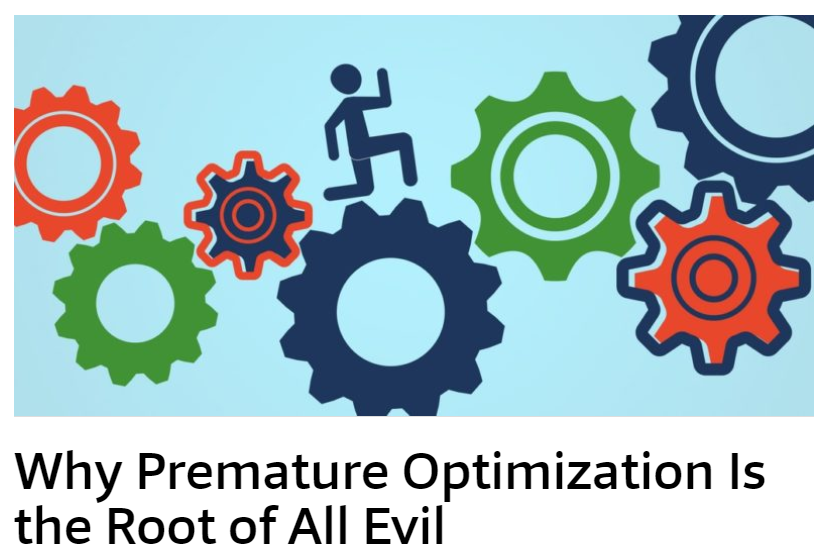 Why Premature Optimization Is
the Root of All Evil